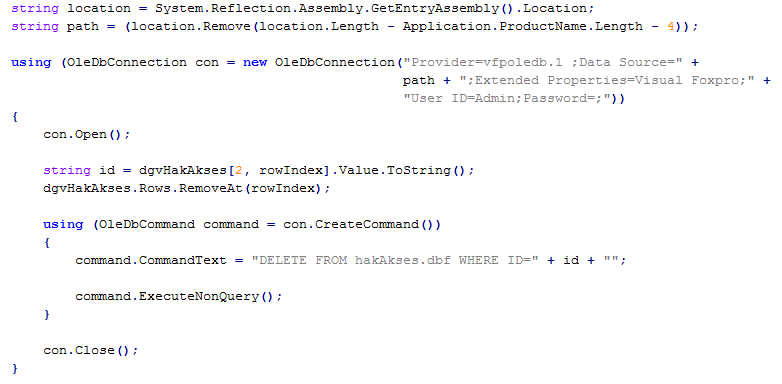 string location = System.Reflection.Assembly.GetEntryAssembly().Location;
string path = (location.Remove(location.Length - Application.ProductName.Length - 4));
using (OleDbConnection con = new OleDbConnection("Provider=vfpoledb.1 ;Data Source=" +
path + ";Extended Properties=Visual Foxpro;" +
"User ID=Admin;Password=;"))
{
con.Open();
string id = dgvHakAkses[2, rowIndex].Value.ToString();
dgvHakAkses.Rows.RemoveAt(rowIndex);
using (OleDbCommand command = con.CreateCommand())
{
command.CommandText = "DELETE FROM hakAkses.dbf WHERE ID=" + id + "";
command.ExecuteNonQuery();
}
con.Close();
}